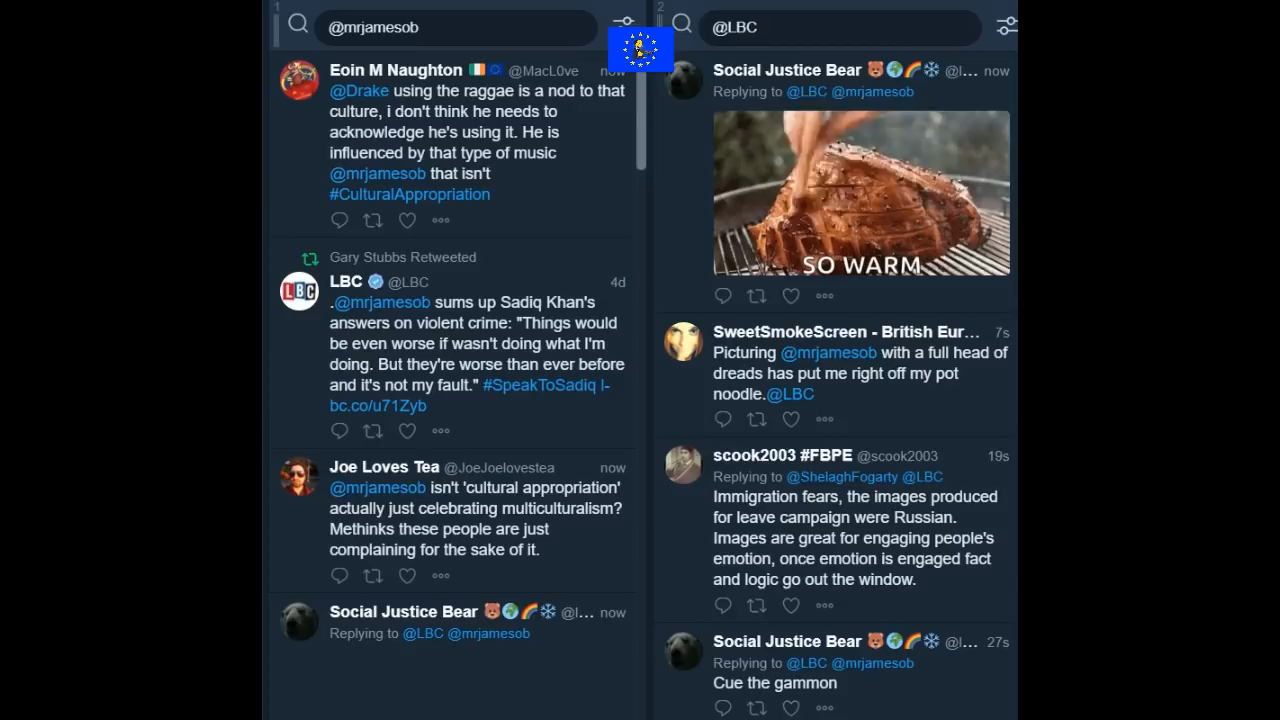 1
@mrjamesob
Eoin M Naughton @MacL0ve now
@Drake using the raggae is a nod to that
culture, i don't think he needs to
acknowledge he's using it. He is
influenced by that type of music
@mrjamesob that isn't
#CulturalAppropriation
Gary Stubbs Retweeted
LBC
LBC @LBC 4d
.@mrjamesob sums up Sadiq Khan's
answers on violent crime: "Things would
be even worse if wasn't doing what I'm
doing. But they're worse than ever before
and it's not my fault." #SpeakToSadiq l-
bc.co/u71Zyb
Joe Loves Tea @JoeJoelovestea now
@mrjamesob isn't 'cultural appropriation'
actually just celebrating multiculturalism?
Methinks these people are just
complaining for the sake of it.
Social Justice Bear 🐻🌍🌈❄ @l... now
Replying to @LBC @mrjamesob
2
@LBC
Social Justice Bear 🐻🌍🌈❄ @l... now
Replying to @LBC @mrjamesob
SO WARM
SweetSmokeScreen - British Eur... 7s
Picturing @mrjamesob with a full head of
dreads has put me right off my pot
noodle.@LBC
scook2003 #FBPE @scook2003 19s
Replying to @ShelaghFogarty @LBC
Immigration fears, the images produced
for leave campaign were Russian.
Images are great for engaging people's
emotion, once emotion is engaged fact
and logic go out the window.
Social Justice Bear 🐻🌍🌈❄ @l... 27s
Replying to @LBC @mrjamesob
Cue the gammon